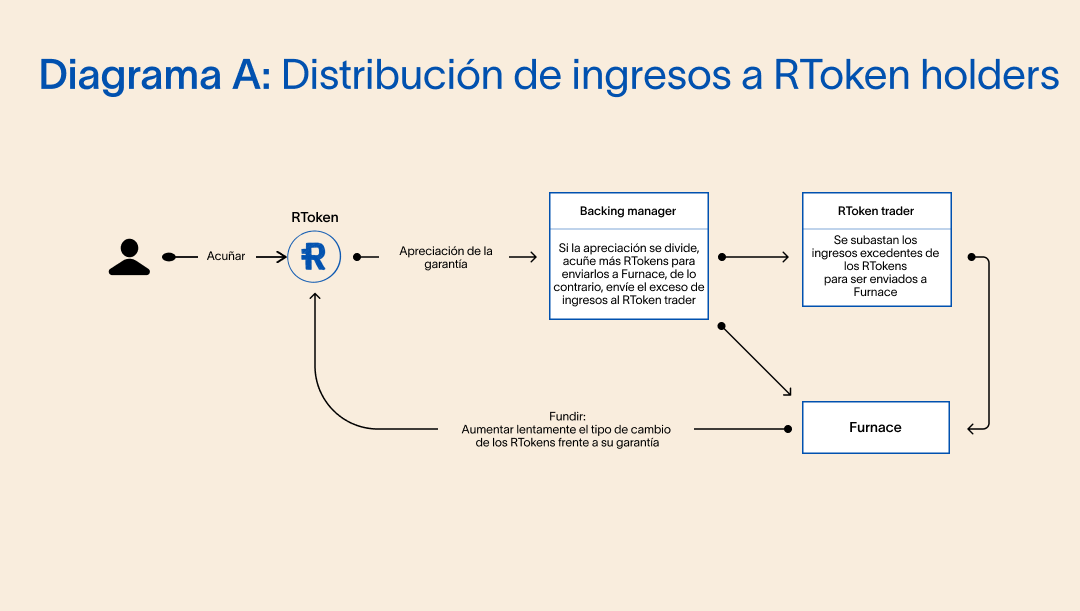 Diagrama A: Distribución de ingresos a RToken holders
RToken
Acuñar
Apreciación de la
garantía
Backing manager
Si la apreciación se divide,
acuñe más RTokens para
enviarlos a Furnace, de lo
contrario, envíe el exceso de
ingresos al RToken trader
RToken trader
Se subastan los
ingresos excedentes de
los RTokens
para ser enviados a
Furnace
Fundir:
Aumentar lentamente el tipo de cambio
de los RTokens frente a su garantía
Furnace